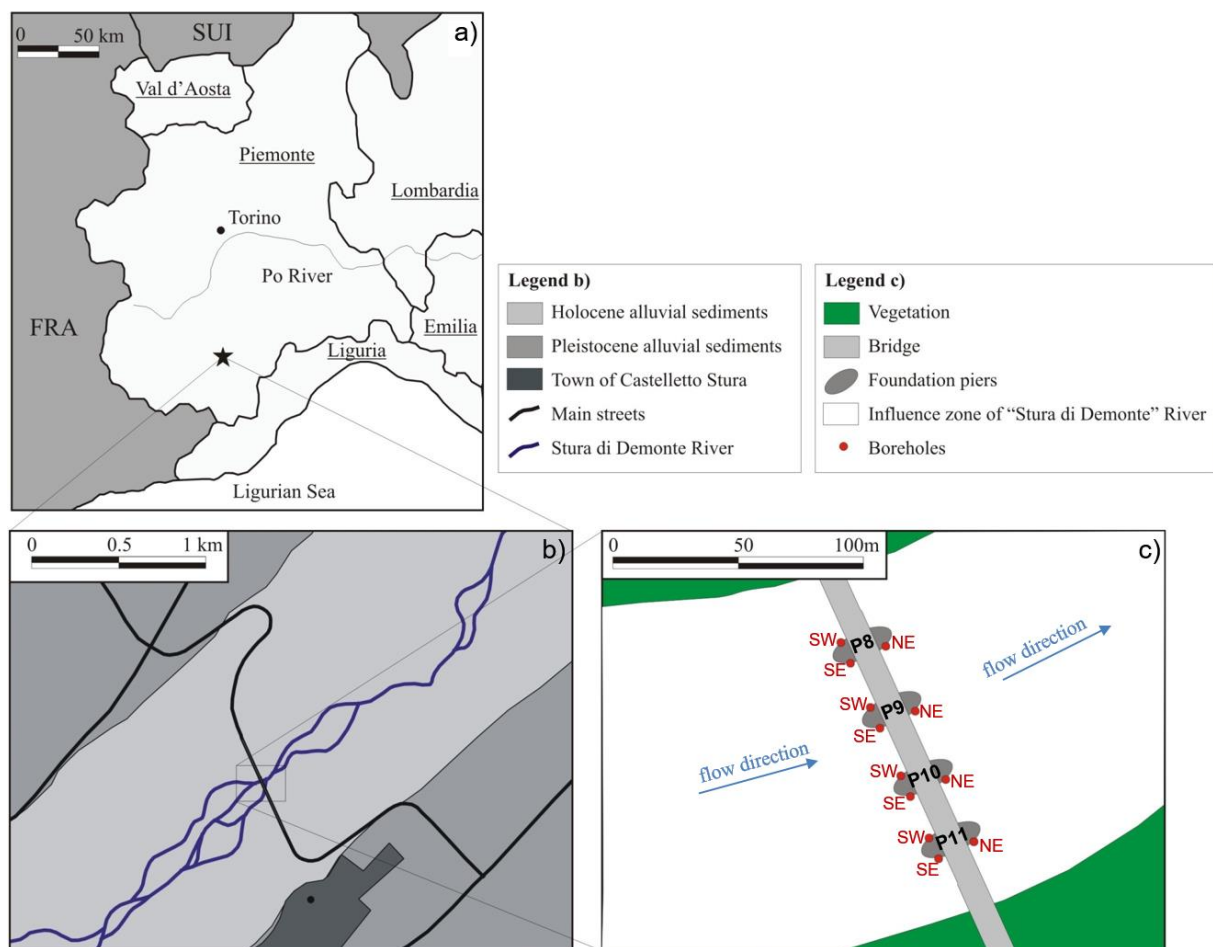 0 50 km
SUI
a)
Val d'Aosta
Piemonte
Lombardia
Torino
Po River
FRA
Emilia
Liguria
Ligurian Sea
Legend b)
Holocene alluvial sediments
Pleistocene alluvial sediments
Town of Castelletto Stura
Main streets
Stura di Demonte River
Legend c)
Vegetation
Bridge
Foundation piers
Influence zone of “Stura di Demonte” River
Boreholes
0 0.5 1 km
b)
0 50 100m
c)
flow direction
SW P8 NE
SE
SW P9 NE
SE
flow direction
SW P10 NE
SE
SW P11 NE
SE